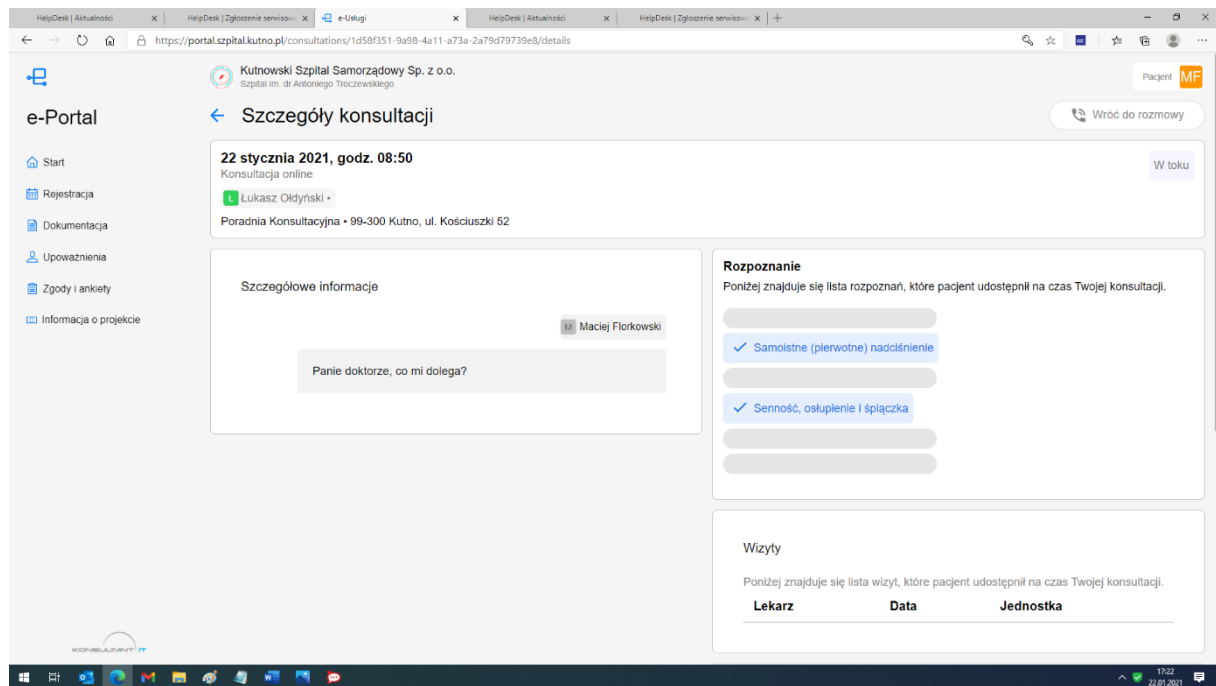 HelpDesk | Aktualności
HelpDesk | Zgłoszenie serwisowe
e-Usługi
HelpDesk | Aktualności
HelpDesk | Zgłoszenie serwisowe
https://portal.szpital.kutno.pl/consultations/1d58f351-9a98-4a11-a73a-2a79d79739e8/details
Kutnowski Szpital Samorządowy Sp. z o.o.
Szpital im. dr Antoniego Troczewskiego
Pacjent MF
e-Portal
Szczegóły konsultacji
Wróć do rozmowy
Start
Rejestracja
Dokumentacja
Upoważnienia
Zgody i ankiety
Informacja o projekcie
22 stycznia 2021, godz. 08:50
W toku
Konsultacja online
Ł Łukasz Ołdyński •
Poradnia Konsultacyjna • 99-300 Kutno, ul. Kościuszki 52
Szczegółowe informacje
M Maciej Florkowski
Panie doktorze, co mi dolega?
Rozpoznanie
Poniżej znajduje się lista rozpoznań, które pacjent udostępnił na czas Twojej konsultacji.
Samoistne (pierwotne) nadciśnienie
Senność, osłupienie i śpiączka
Wizyty
Poniżej znajduje się lista wizyt, które pacjent udostępnił na czas Twojej konsultacji.
Lekarz Data Jednostka
KONSULTANT IT
17:22
22.01.2021